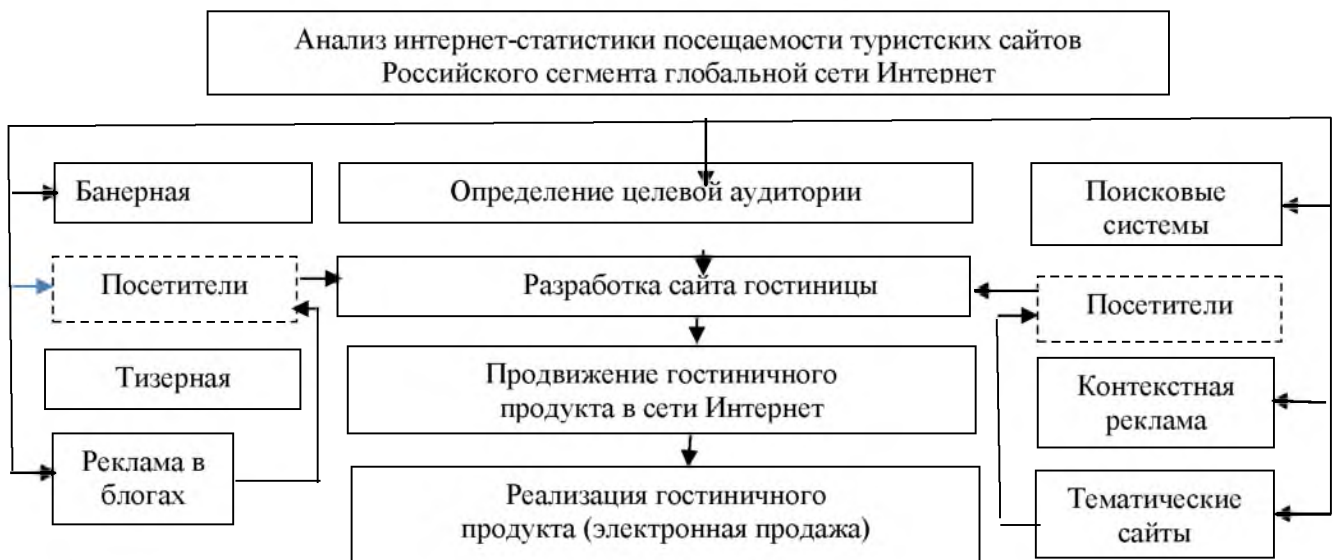 Анализ интернет-статистики посещаемости туристских сайтов
Российского сегмента глобальной сети Интернет
Банерная
Определение целевой аудитории
Поисковые
системы
Посетители
Разработка сайта гостиницы
Посетители
Тизерная
Продвижение гостиничного
продукта в сети Интернет
Контекстная
реклама
Реклама в
блогах
Реализация гостиничного
продукта (электронная продажа)
Тематические
сайты